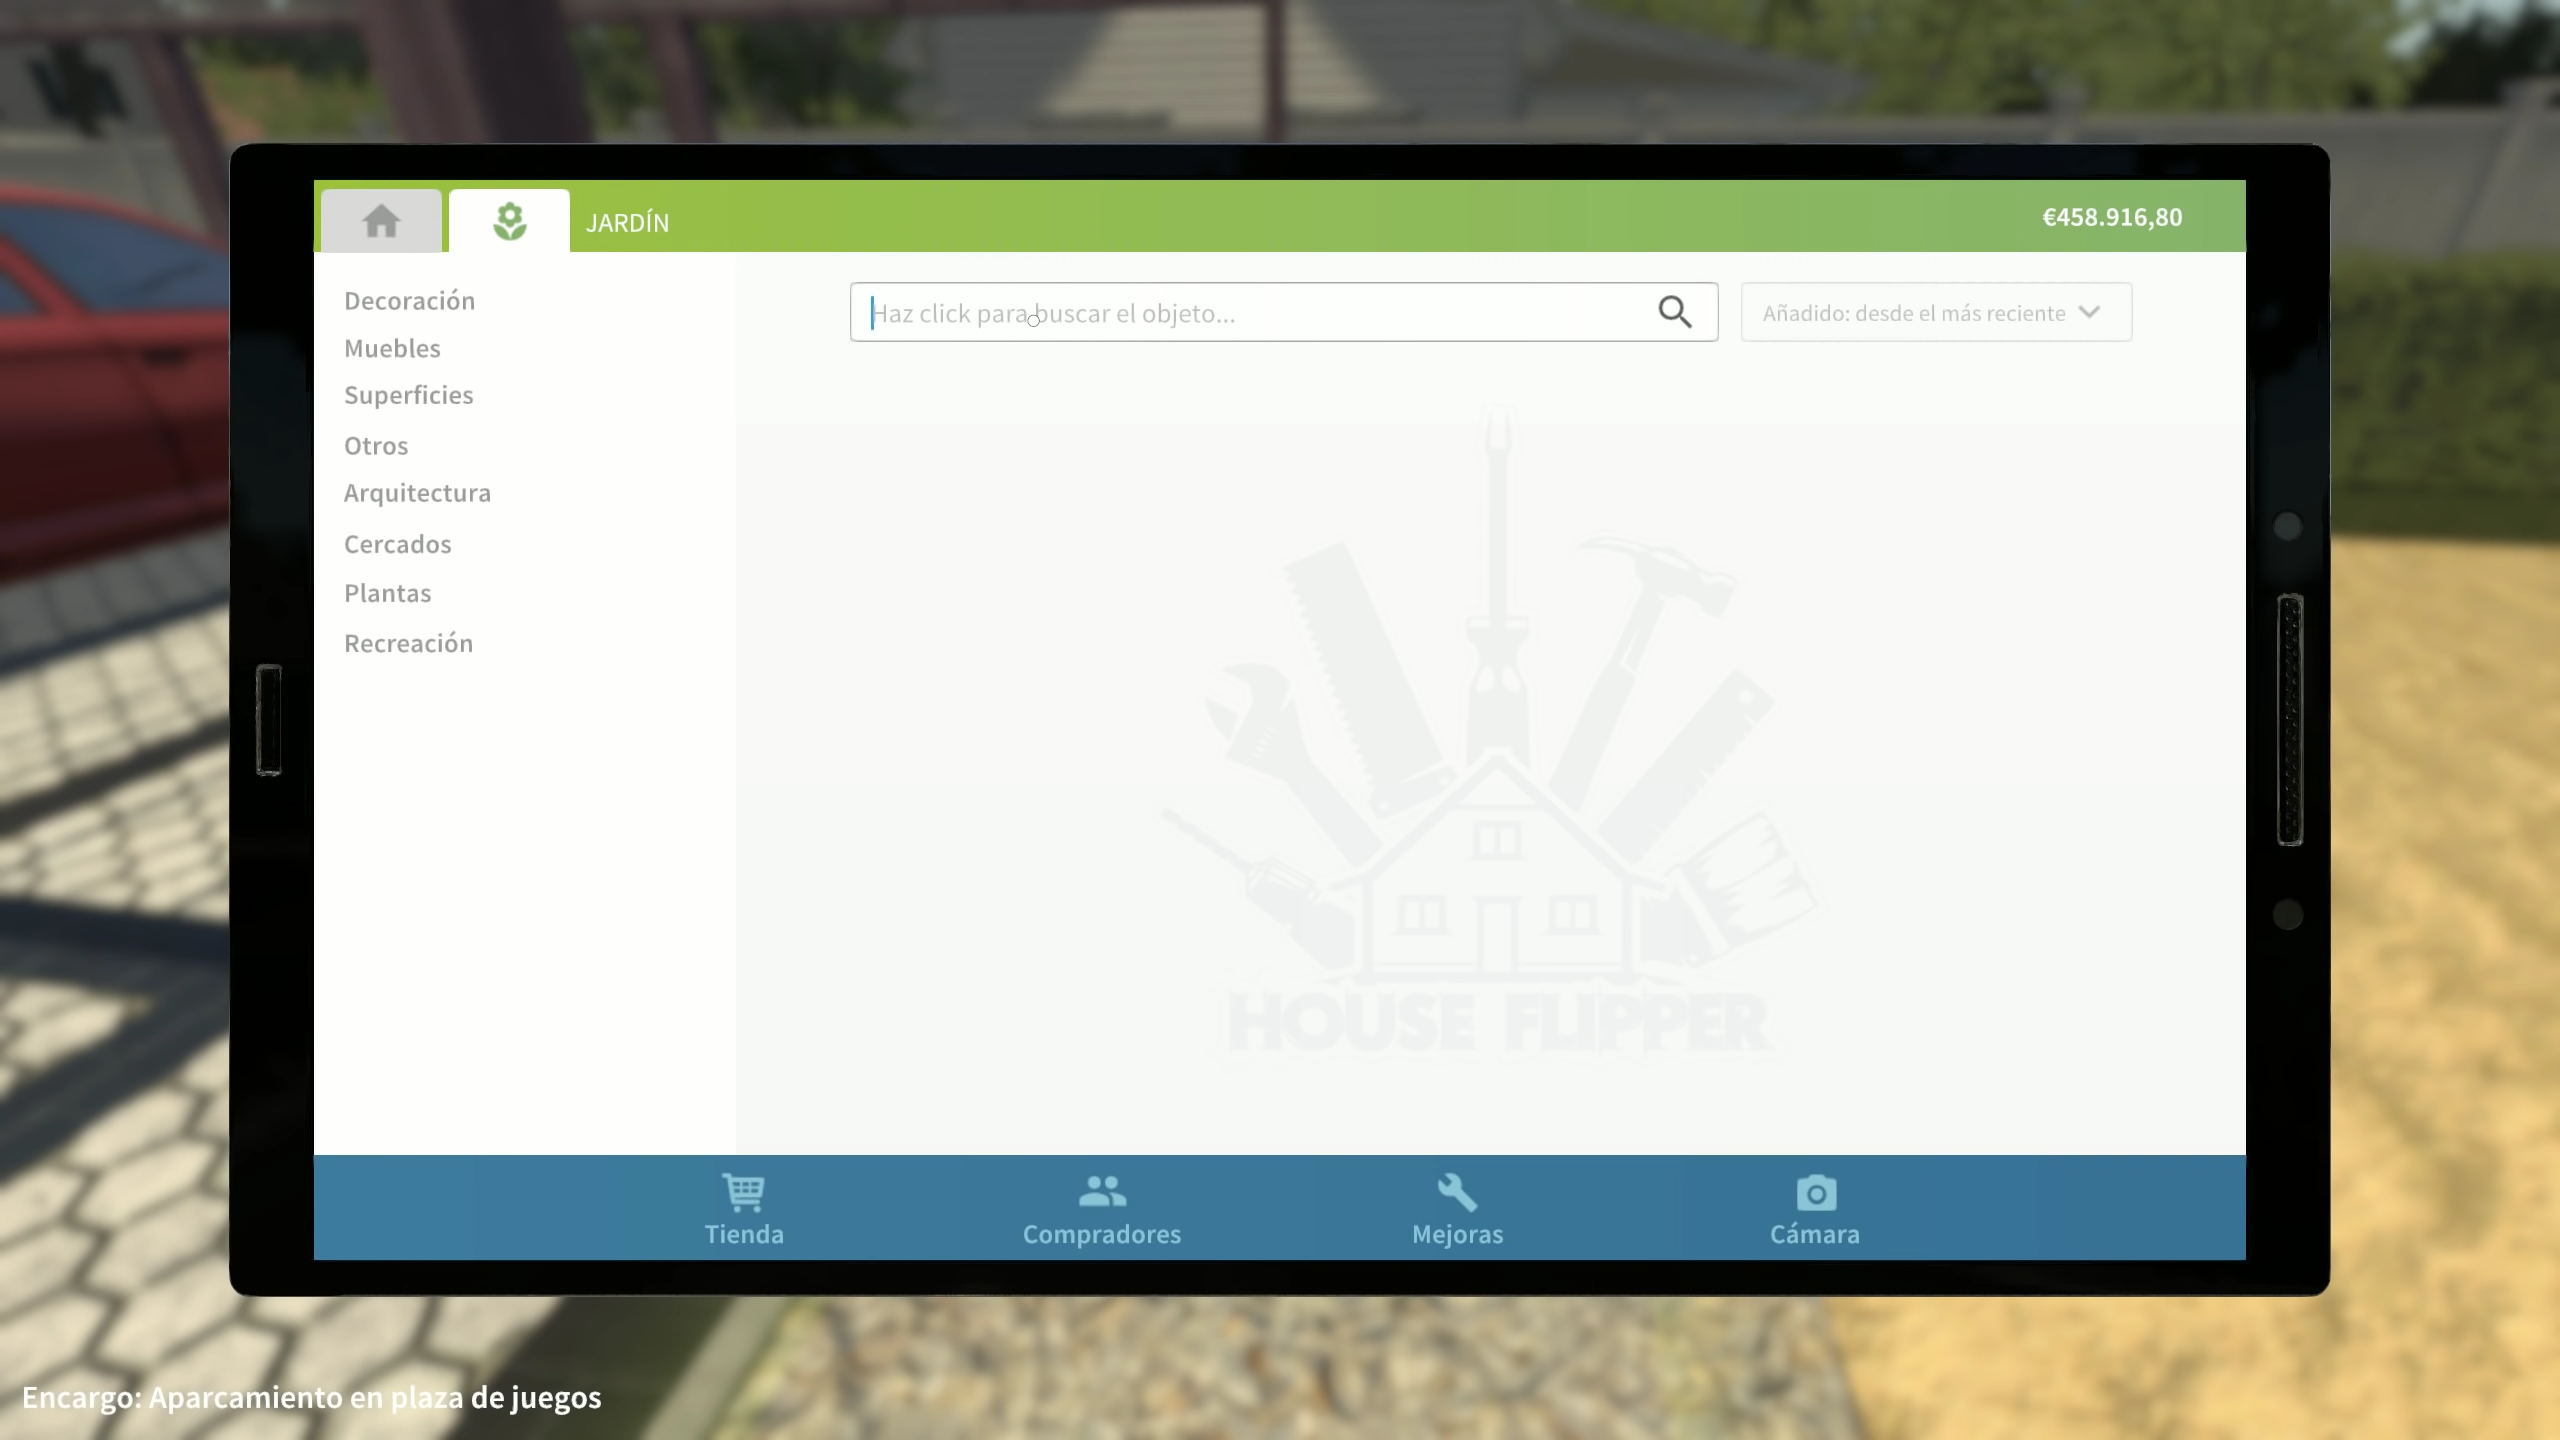 JARDÍN
€458.916,80
Haz click para buscar el objeto...
Añadido: desde el más reciente
Decoración
Muebles
Superficies
Otros
Arquitectura
Cercados
Plantas
Recreación
HOUSE FLIPPER
Tienda
Compradores
Mejoras
Cámara
Encargo: Aparcamiento en plaza de juegos